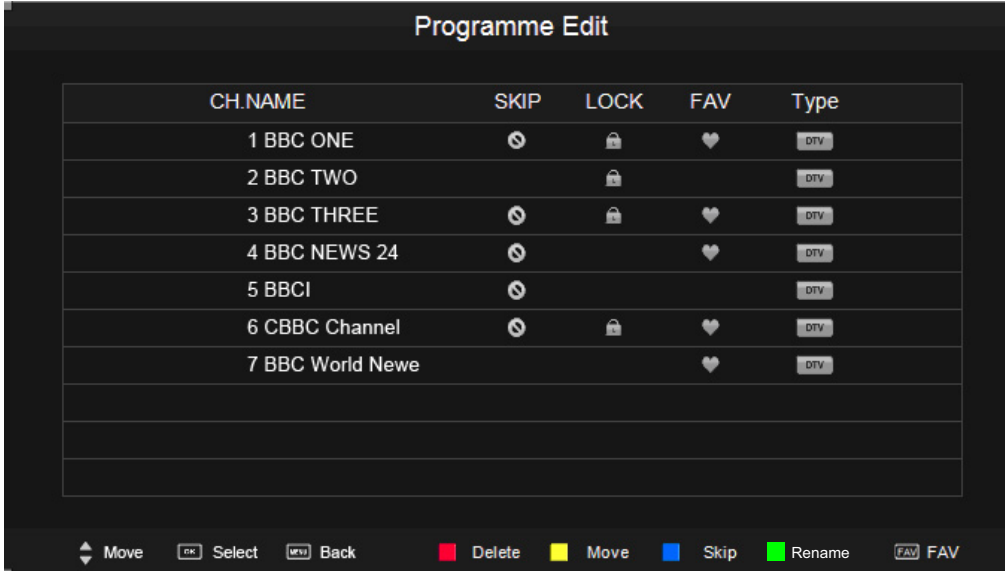 Programme Edit
CH.NAME SKIP LOCK FAV Type
1 BBC ONE DTV
2 BBC TWO DTV
3 BBC THREE DTV
4 BBC NEWS 24 DTV
5 BBCI DTV
6 CBBC Channel DTV
7 BBC World Newe DTV
Move OK Select MENU Back Delete Move Skip Rename FAV FAV